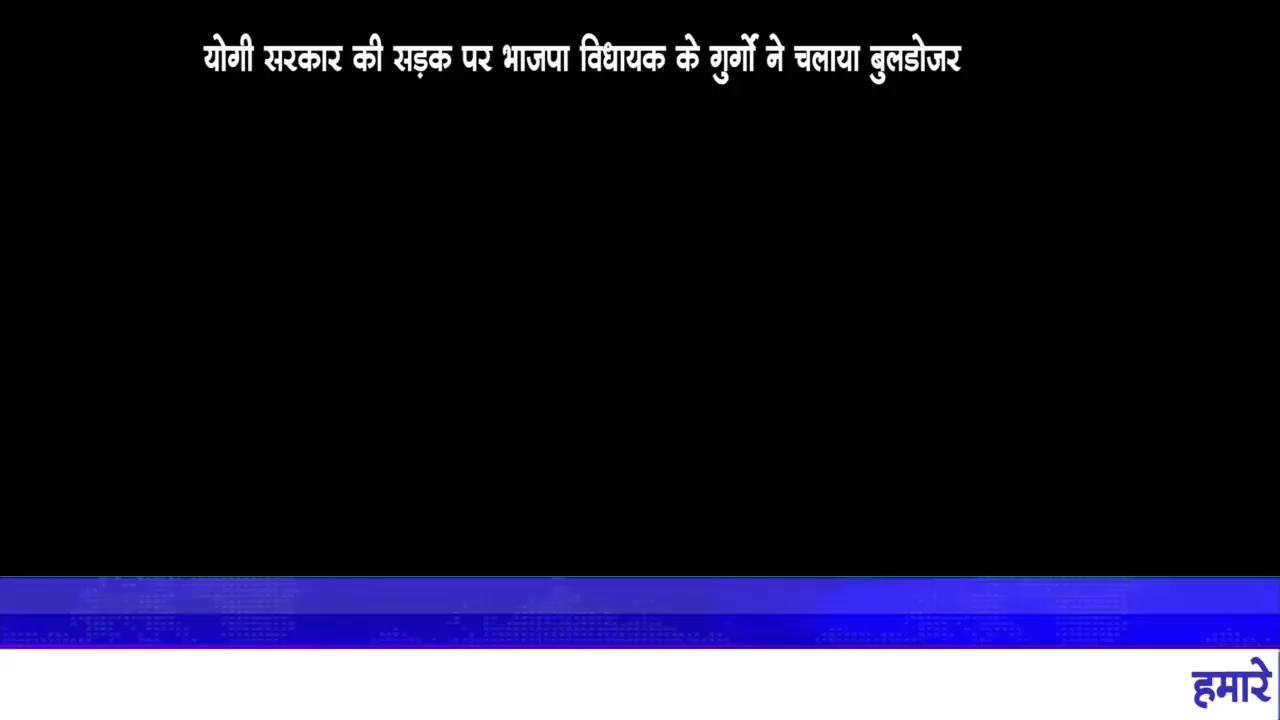 योगी सरकार की सड़क पर भाजपा विधायक के गुर्गो ने चलाया बुलडोजर
हमारे